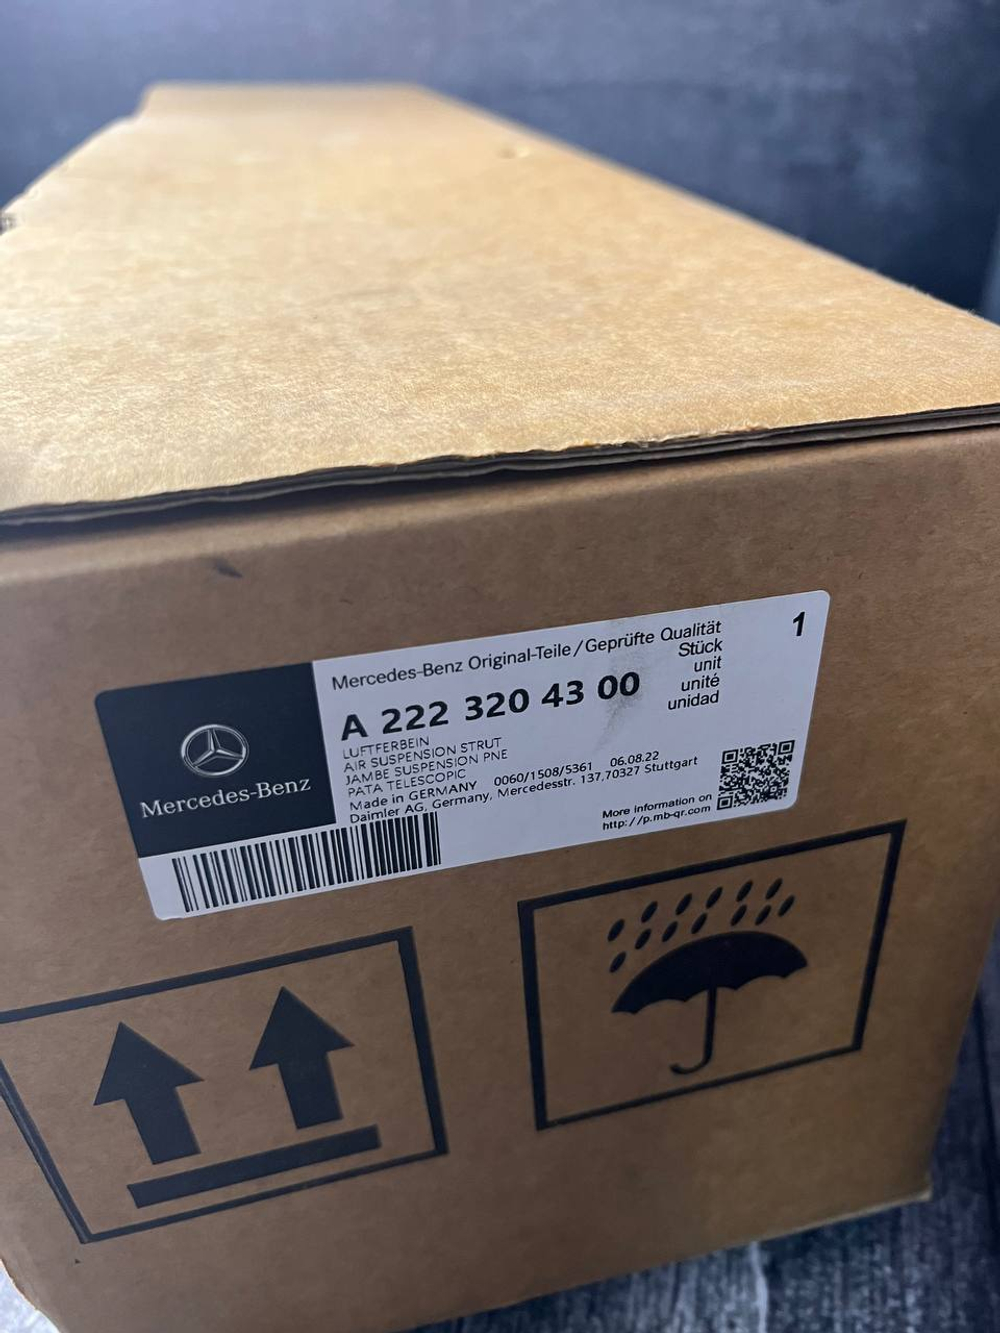 Mercedes-Benz
Mercedes-Benz Original-Teile / Geprüfte Qualität
1
A 222 320 43 00
Stück
unit
unité
unidad
LUFTFERBEIN
AIR SUSPENSION STRUT
JAMBE SUSPENSION PNE
PATA TELESCOPIC
Made in GERMANY 0060/1508/5361 06.08.22
Daimler AG, Germany, Mercedesstr. 137,70327 Stuttgart
More information on
http://p.mb-qr.com